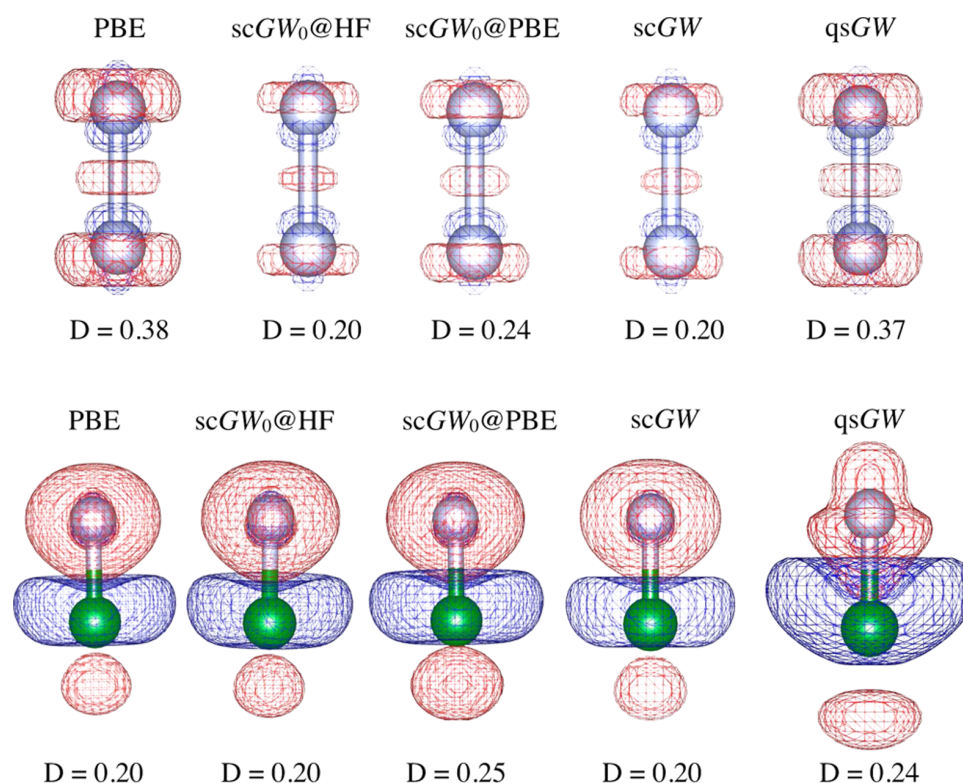 PBE scGW0@HF scGW0@PBE scGW qsGW
D = 0.38 D = 0.20 D = 0.24 D = 0.20 D = 0.37
PBE scGW0@HF scGW0@PBE scGW qsGW
D = 0.20 D = 0.20 D = 0.25 D = 0.20 D = 0.24